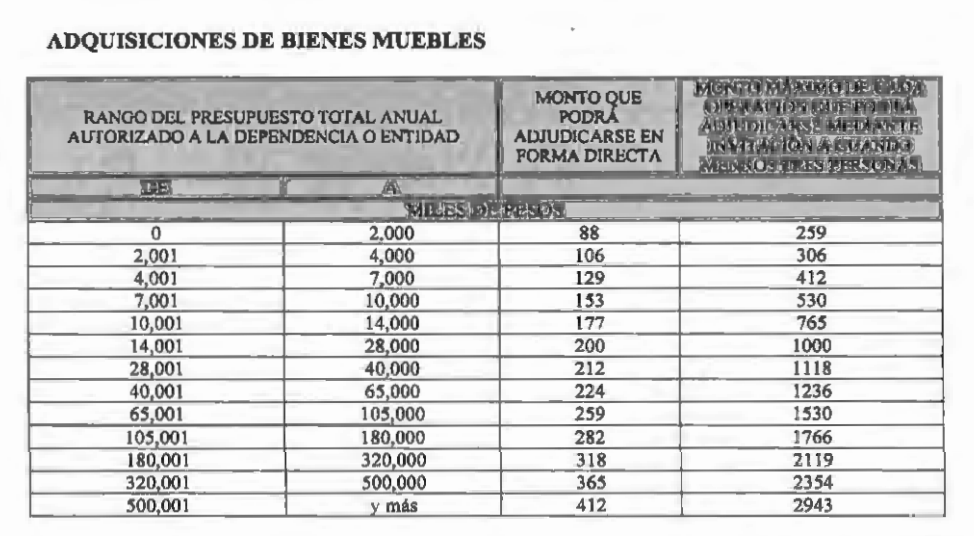 ADQUISICIONES DE BIENES MUEBLES
RANGO DEL PRESUPUESTO TOTAL ANUAL
AUTORIZADO A LA DEPENDENCIA O ENTIDAD
MONTO QUE
PODRÁ
ADJUDICARSE EN
FORMA DIRECTA
MONTO MÁXIMO DE CADA
OPERACIÓN QUE PODRÁ
ADJUDICARSE MEDIANTE
INVITACIÓN A CUANDO
MENOS TRES PERSONAS
DE A
MILES DE PESOS
0 2,000 88 259
2,001 4,000 106 306
4,001 7,000 129 412
7,001 10,000 153 530
10,001 14,000 177 765
14,001 28,000 200 1000
28,001 40,000 212 1118
40,001 65,000 224 1236
65,001 105,000 259 1530
105,001 180,000 282 1766
180,001 320,000 318 2119
320,001 500,000 365 2354
500,001 y más 412 2943